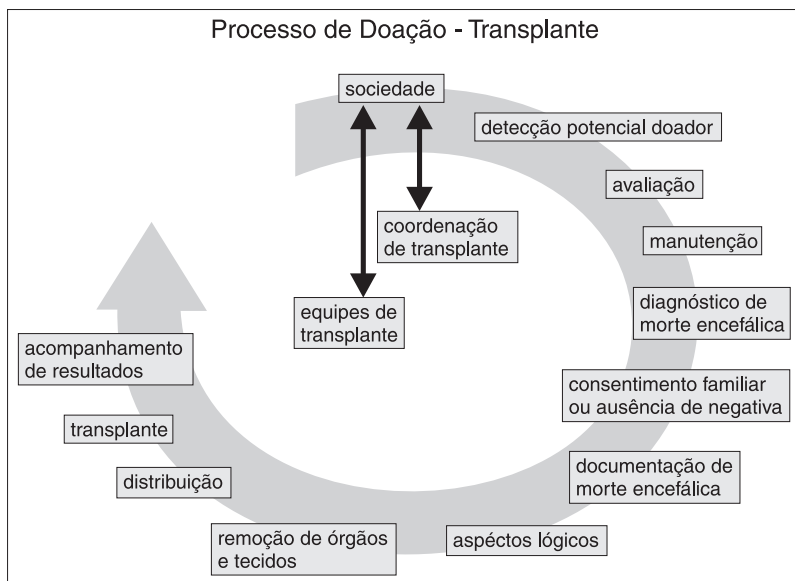 Processo de Doação - Transplante
sociedade
detecção potencial doador
avaliação
manutenção
coordenação
de transplante
equipes de
transplante
diagnóstico de
morte encefálica
consentimento familiar
ou ausência de negativa
documentação de
morte encefálica
aspéctos lógicos
remoção de órgãos
e tecidos
distribuição
transplante
acompanhamento
de resultados